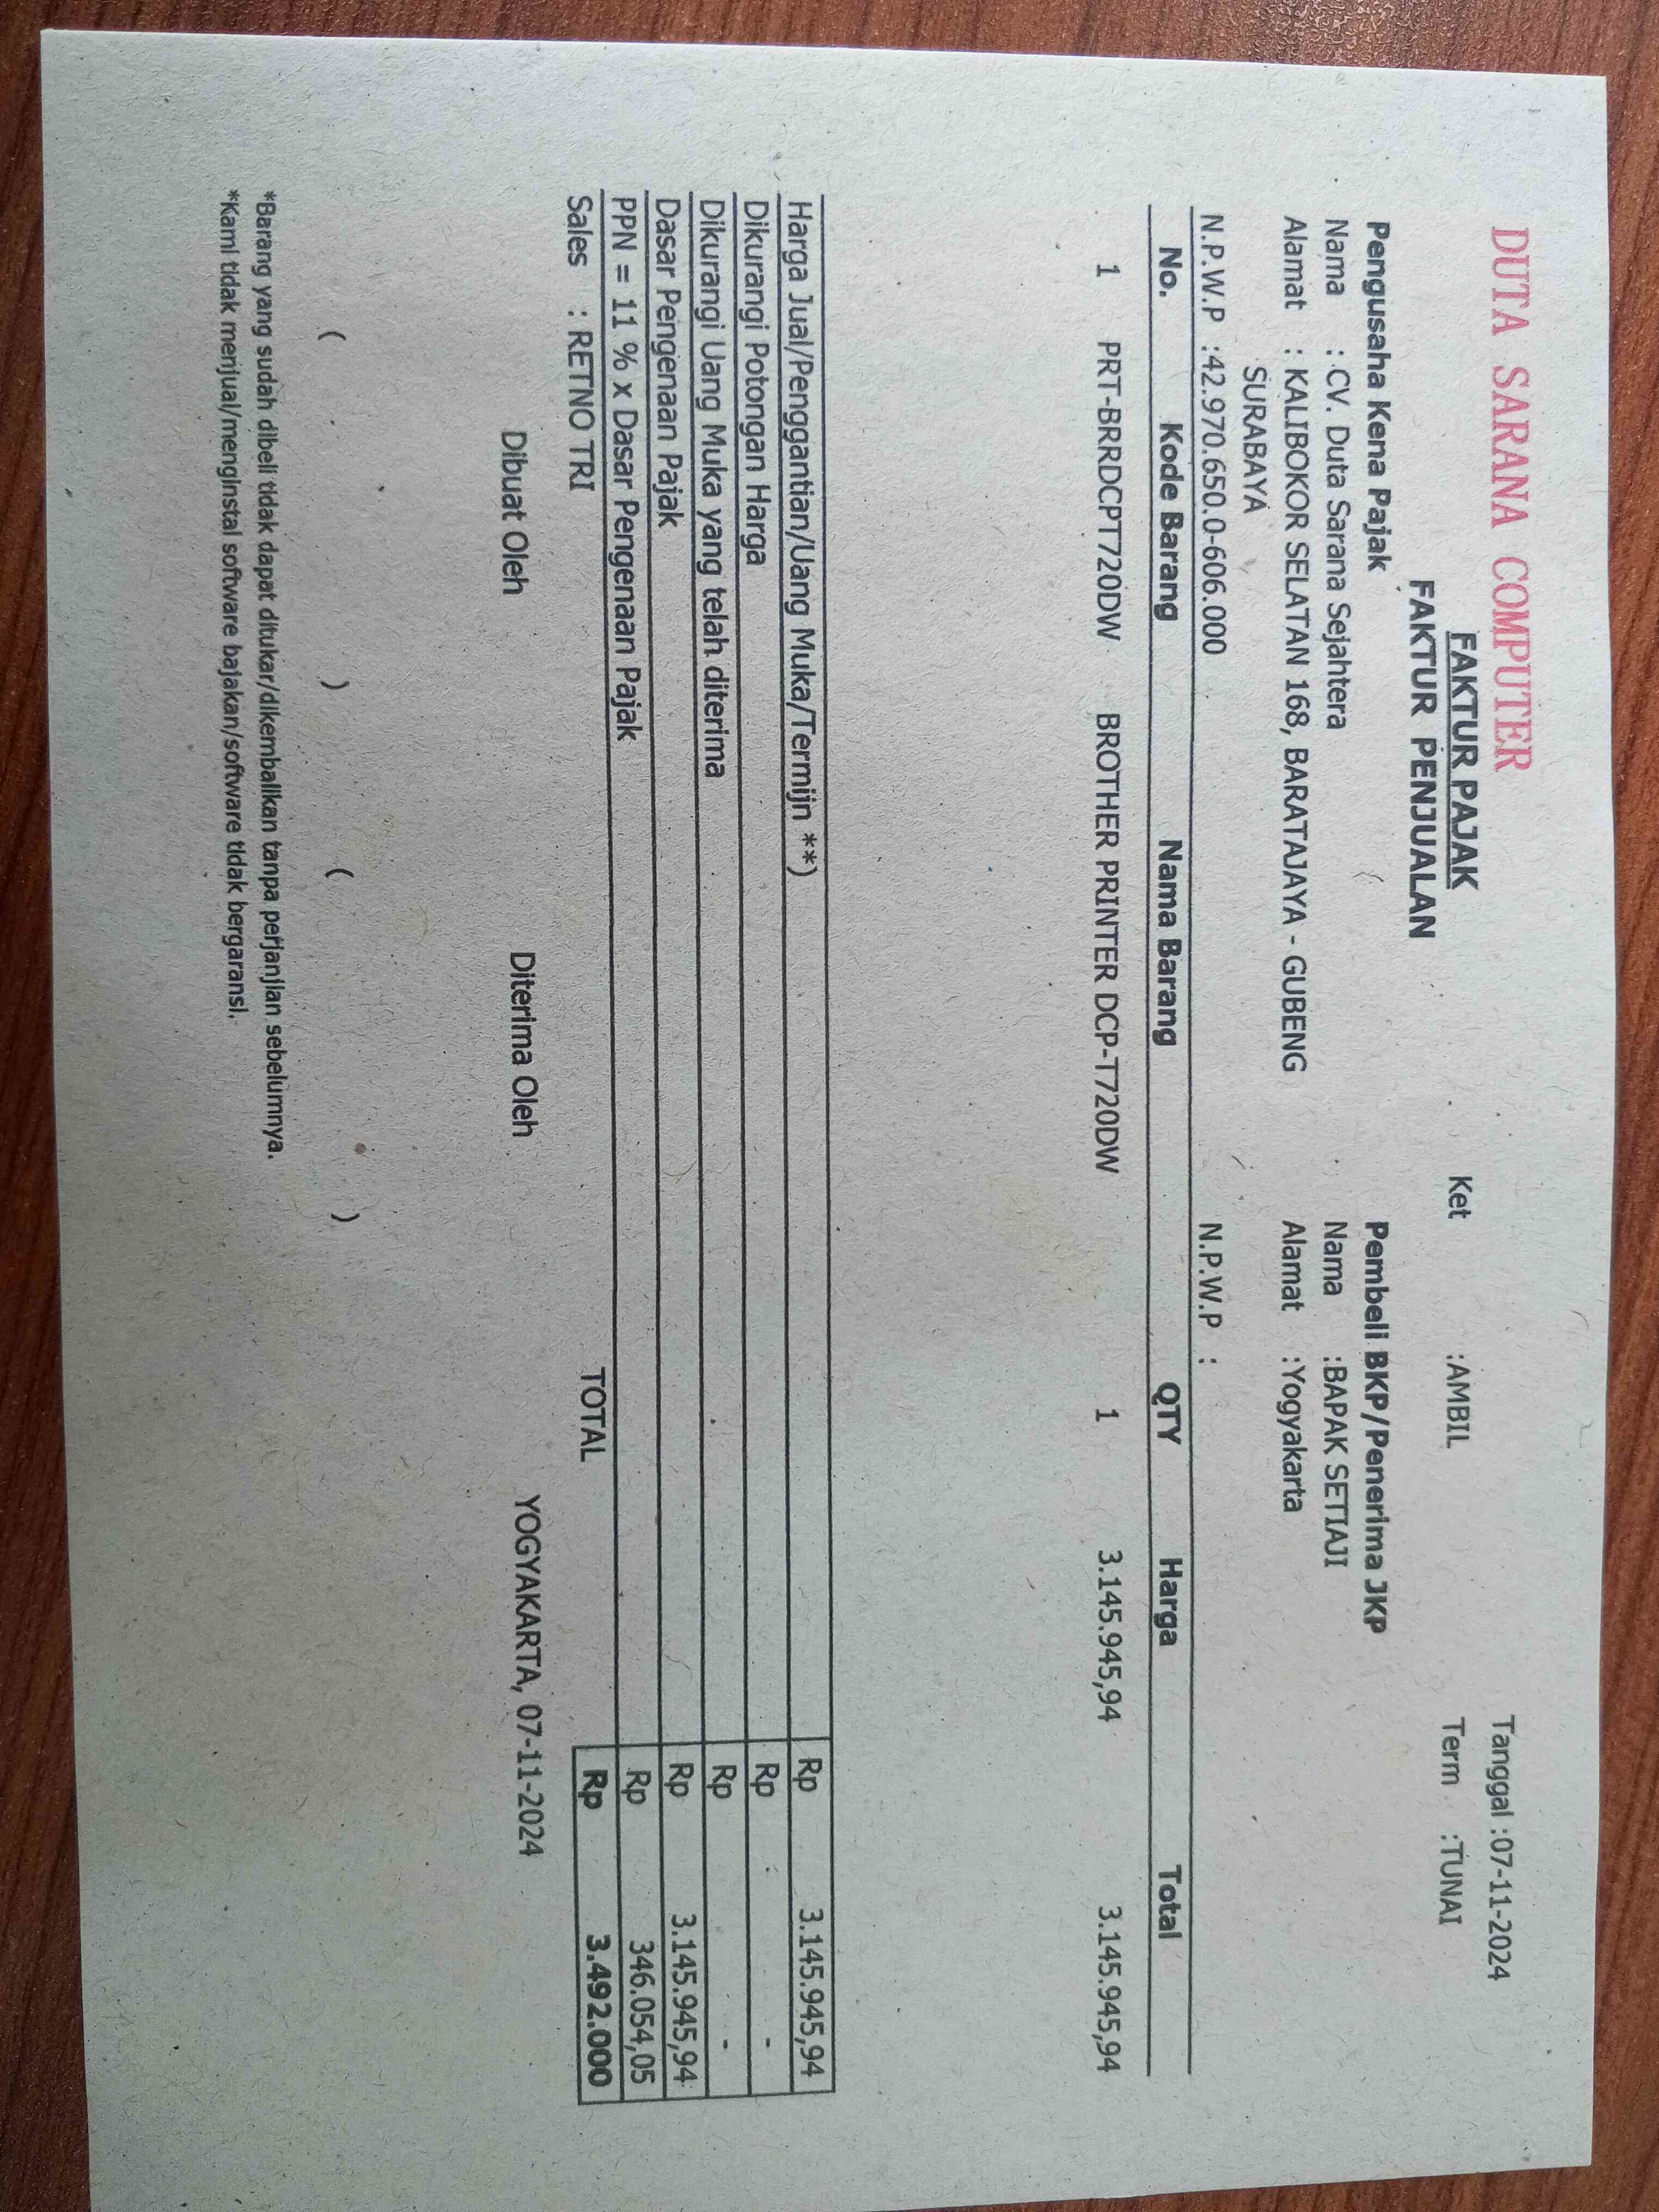 DUTA SARANA COMPUTER
Tanggal :07-11-2024
FAKTUR PAJAK
Ket :AMBIL
Term :TUNAI
FAKTUR PENJUALAN
Pengusaha Kena Pajak
Pembeli BKP/Penerima JKP
Nama : CV. Duta Sarana Sejahtera
Nama :BAPAK SETIAJI
Alamat : KALIBOKOR SELATAN 168, BARATAJAYA - GUBENG
Alamat :Yogyakarta
SURABAYA
N.P.W.P :42.970.650.0-606.000
N.P.W.P :
No. Kode Barang Nama Barang QTY Harga Total
1 PRT-BRRDCPT720DW BROTHER PRINTER DCP-T720DW 1 3.145.945,94 3.145.945,94
Harga Jual/Penggantian/Uang Muka/Termijn **) Rp 3.145.945,94
Dikurangi Potongan Harga Rp -
Dikurangi Uang Muka yang telah diterima Rp -
Dasar Pengenaan Pajak Rp 3.145.945,94
PPN = 11 % x Dasar Pengenaan Pajak Rp 346.054,05
Sales : RETNO TRI TOTAL Rp 3.492.000
Dibuat Oleh Diterima Oleh YOGYAKARTA, 07-11-2024
( ) ( )
*Barang yang sudah dibeli tidak dapat ditukar/dikembalikan tanpa perjanjian sebelumnya.
*Kami tidak menjual/menginstal software bajakan/software tidak bergaransi.